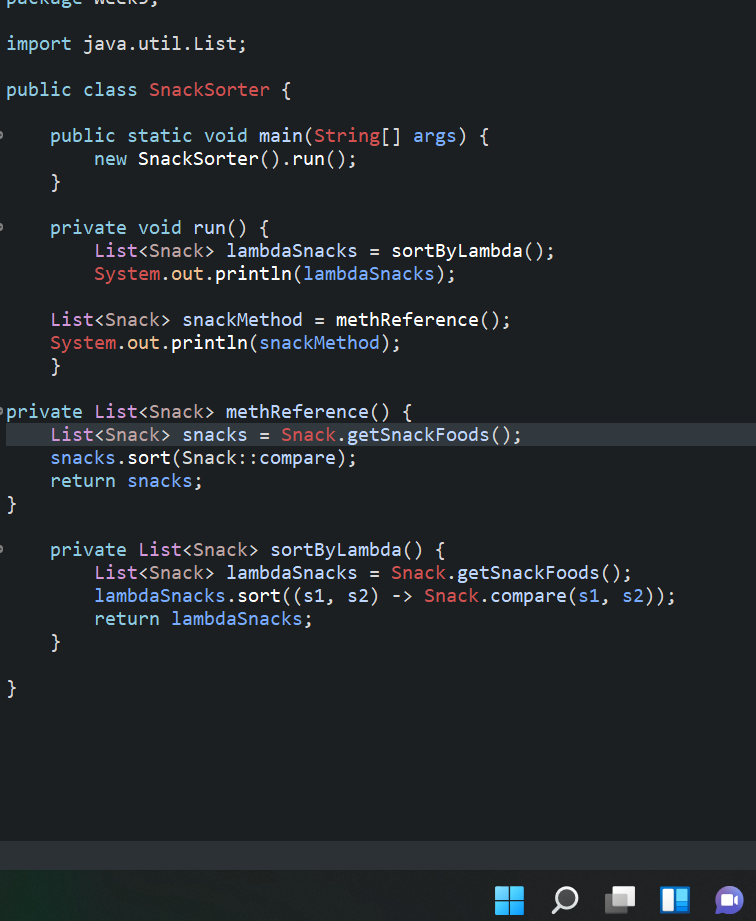 package week5;
import java.util.List;
public class SnackSorter {
public static void main(String[] args) {
new SnackSorter().run();
}
private void run() {
List<Snack> lambdaSnacks = sortByLambda();
System.out.println(lambdaSnacks);
List<Snack> snackMethod = methReference();
System.out.println(snackMethod);
}
private List<Snack> methReference() {
List<Snack> snacks = Snack.getSnackFoods();
snacks.sort(Snack::compare);
return snacks;
}
private List<Snack> sortByLambda() {
List<Snack> lambdaSnacks = Snack.getSnackFoods();
lambdaSnacks.sort((s1, s2) -> Snack.compare(s1, s2));
return lambdaSnacks;
}
}